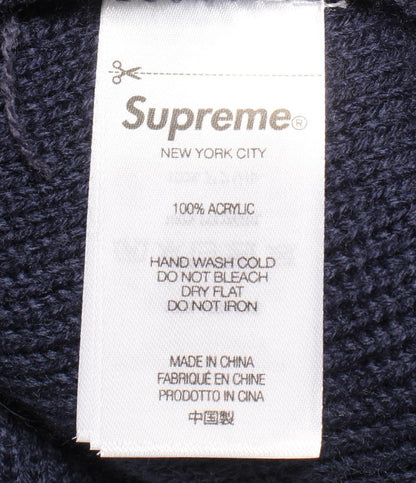 Supreme®
NEW YORK CITY
100% ACRYLIC
HAND WASH COLD
DO NOT BLEACH
DRY FLAT
DO NOT IRON
MADE IN CHINA
FABRIQUÉ EN CHINE
PRODOTTO IN CINA
中国製